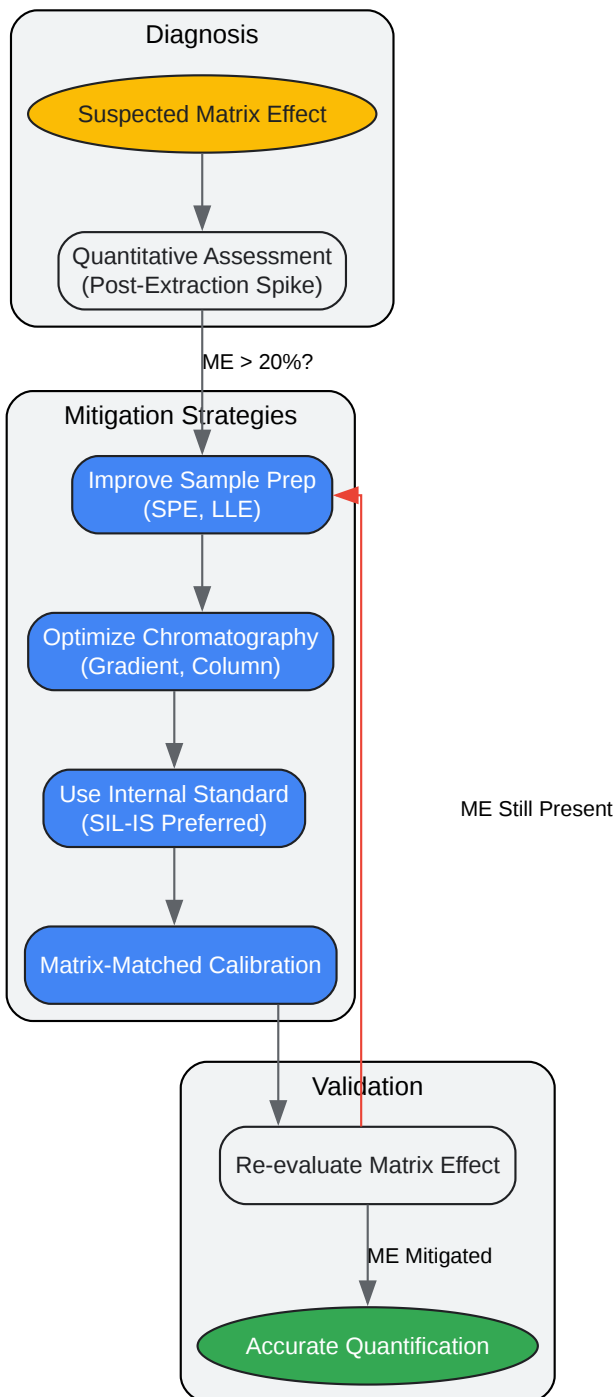 Diagnosis
Suspected Matrix Effect
Quantitative Assessment
(Post-Extraction Spike)
ME > 20%?
Mitigation Strategies
Improve Sample Prep
(SPE, LLE)
Optimize Chromatography
(Gradient, Column)
Use Internal Standard
(SIL-IS Preferred)
ME Still Present
Matrix-Matched Calibration
Validation
Re-evaluate Matrix Effect
ME Mitigated
Accurate Quantification